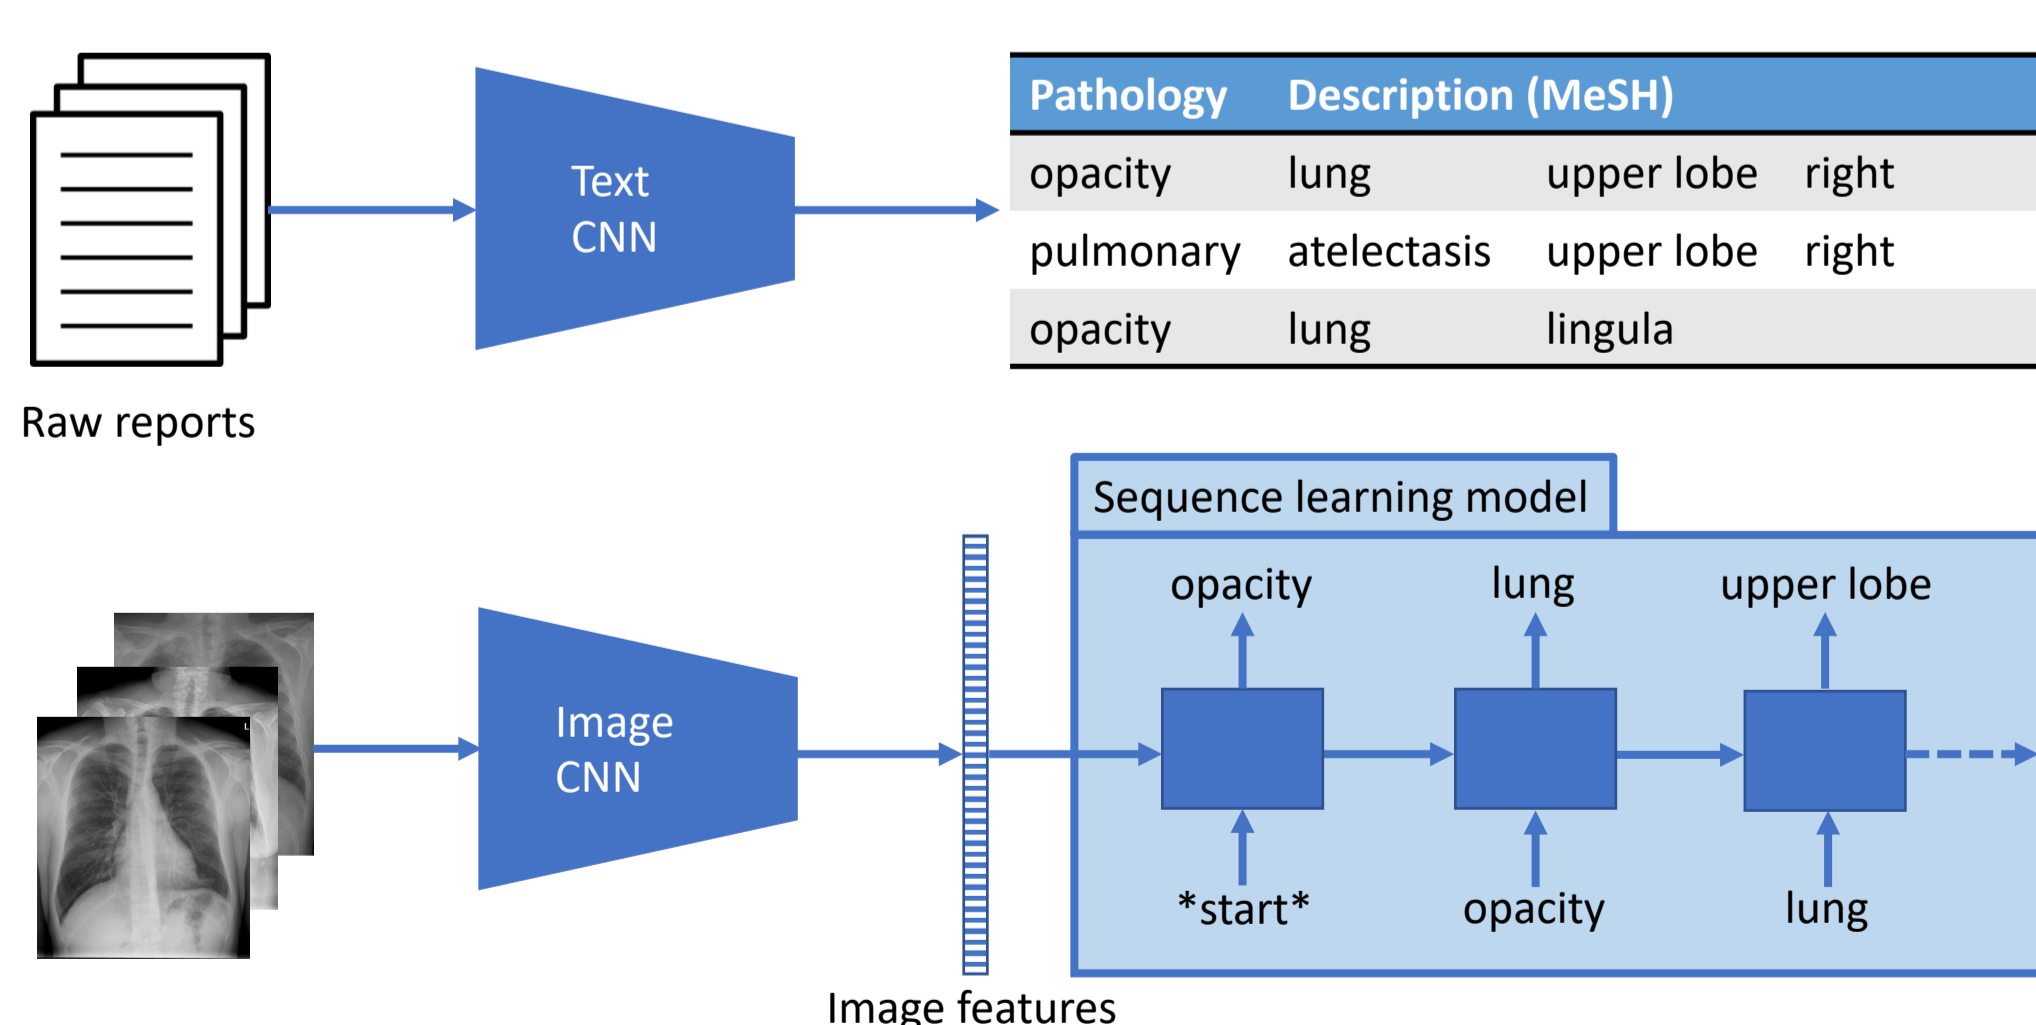 Pathology Description (MeSH)
opacity lung upper lobe right
pulmonary atelectasis upper lobe right
opacity lung lingula
Text
CNN
Raw reports
Sequence learning model
opacity lung upper lobe
Image
CNN
*start* opacity lung
Image features
L